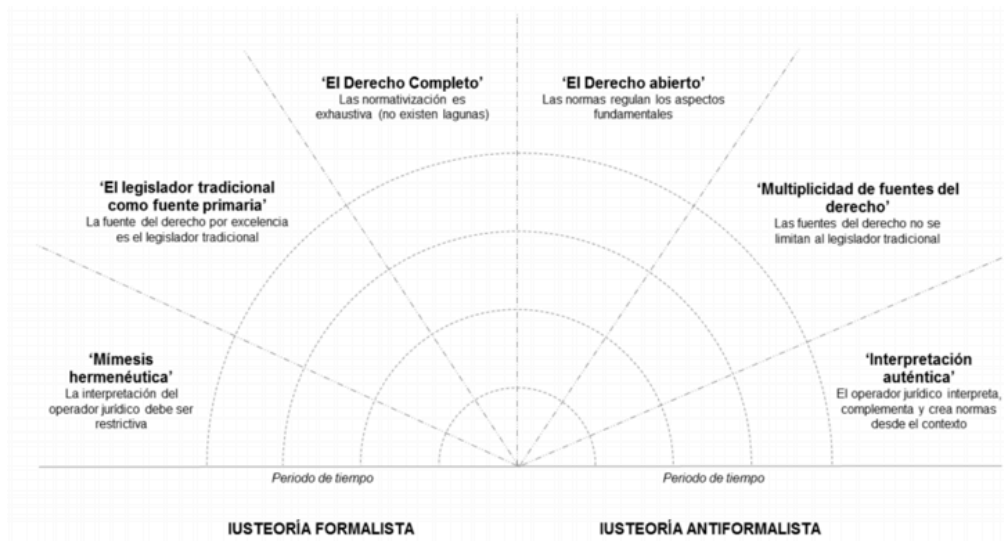 ‘El Derecho Completo’
Las normativización es
exhaustiva (no existen lagunas)
‘El Derecho abierto’
Las normas regulan los aspectos
fundamentales
‘El legislador tradicional
como fuente primaria’
La fuente del derecho por excelencia
es el legislador tradicional
‘Multiplicidad de fuentes del
derecho’
Las fuentes del derecho no se
limitan al legislador tradicional
‘Mímesis
hermenéutica’
La interpretación del
operador jurídico debe ser
restrictiva
‘Interpretación
auténtica’
El operador jurídico interpreta,
complementa y crea normas
desde el contexto
Periodo de tiempo
Periodo de tiempo
IUSTEORÍA FORMALISTA
IUSTEORÍA ANTIFORMALISTA